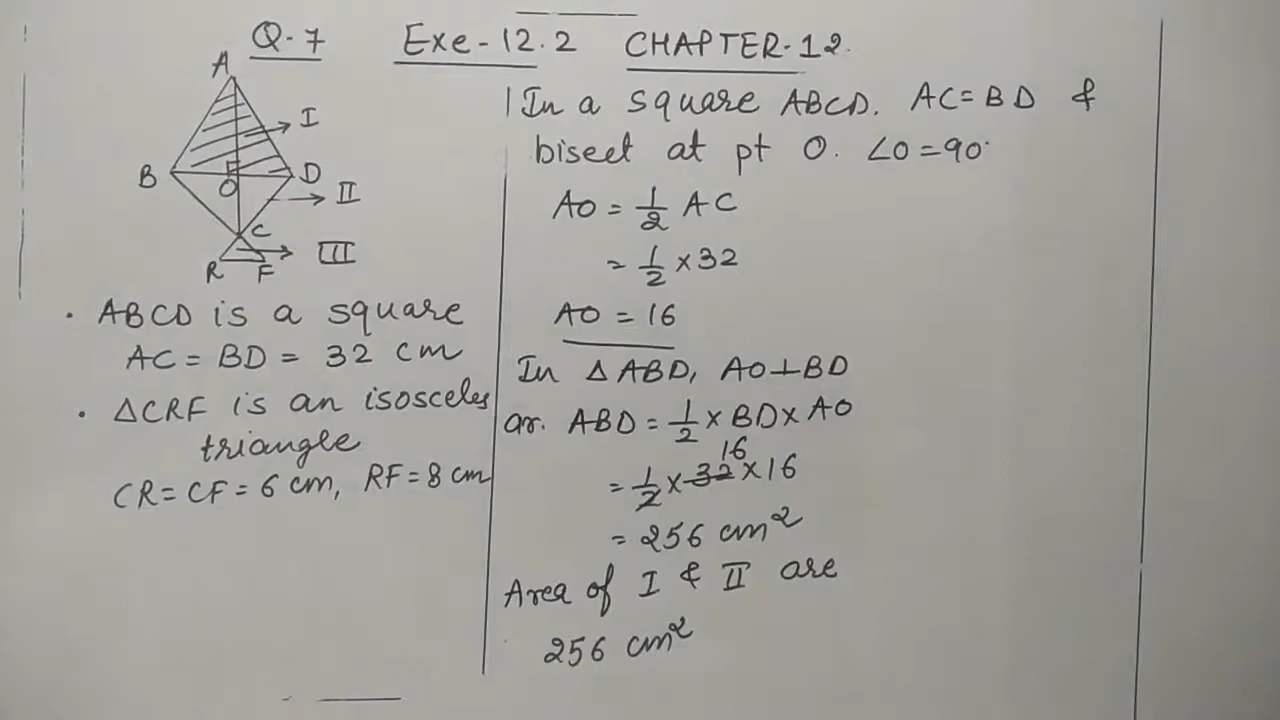 Q-7 Exe-12.2 CHAPTER-12.
A
I
B
O
D
II
C
III
R
F
. ABCD is a square
AC = BD = 32 cm
. △CRF is an isosceles
triangle
CR = CF = 6 cm, RF = 8 cm
In a square ABCD. AC = BD &
bisect at pt O. ∠O = 90°
AO = 1/2 AC
= 1/2 × 32
AO = 16
In △ABD, AO ⊥ BD
ar. ABD = 1/2 × BD × AO
16
= 1/2 × 32 × 16
= 256 cm²
Area of I & II are
256 cm²